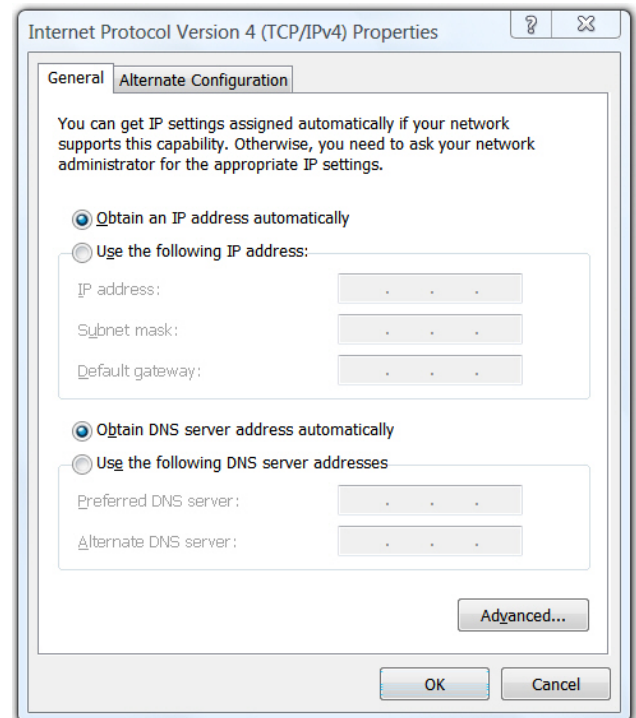 Internet Protocol Version 4 (TCP/IPv4) Properties
General
Alternate Configuration
You can get IP settings assigned automatically if your network
supports this capability. Otherwise, you need to ask your network
administrator for the appropriate IP settings.
Obtain an IP address automatically
Use the following IP address:
IP address:
Subnet mask:
Default gateway:
Obtain DNS server address automatically
Use the following DNS server addresses
Preferred DNS server:
Alternate DNS server:
Advanced...
OK
Cancel